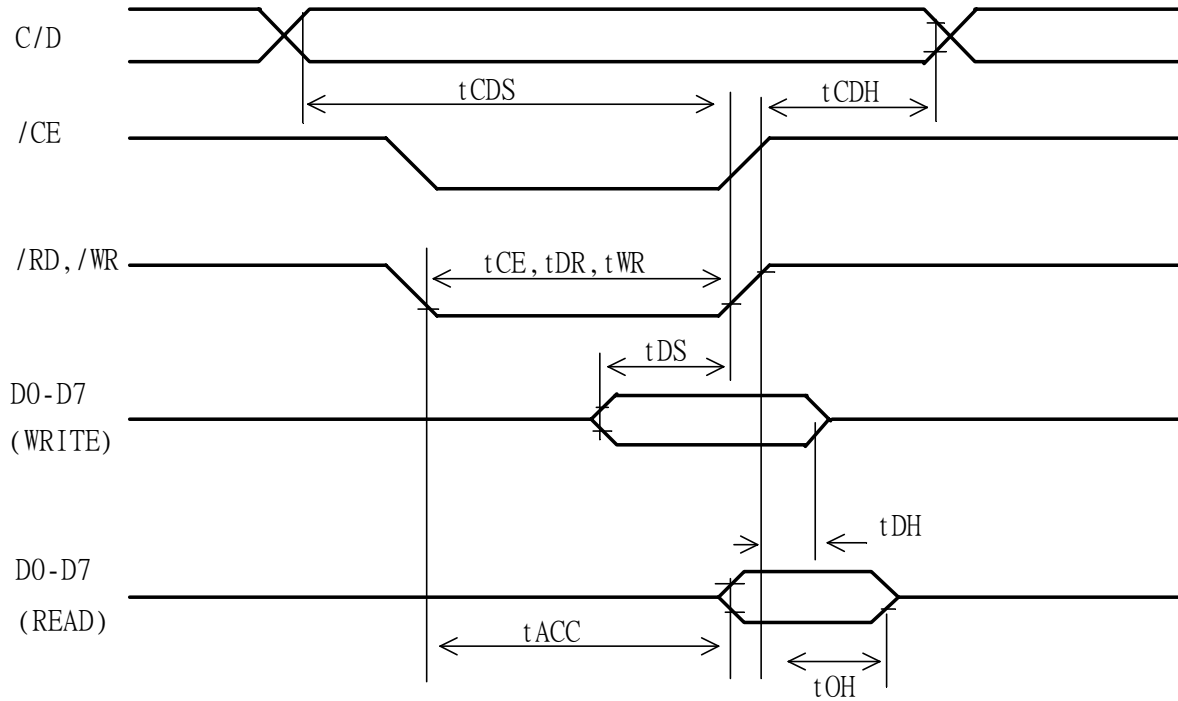 C/D
tCDS
tCDH
/CE
/RD,/WR
tCE,tDR,tWR
tDS
D0-D7
(WRITE)
tDH
D0-D7
(READ)
tACC
tOH